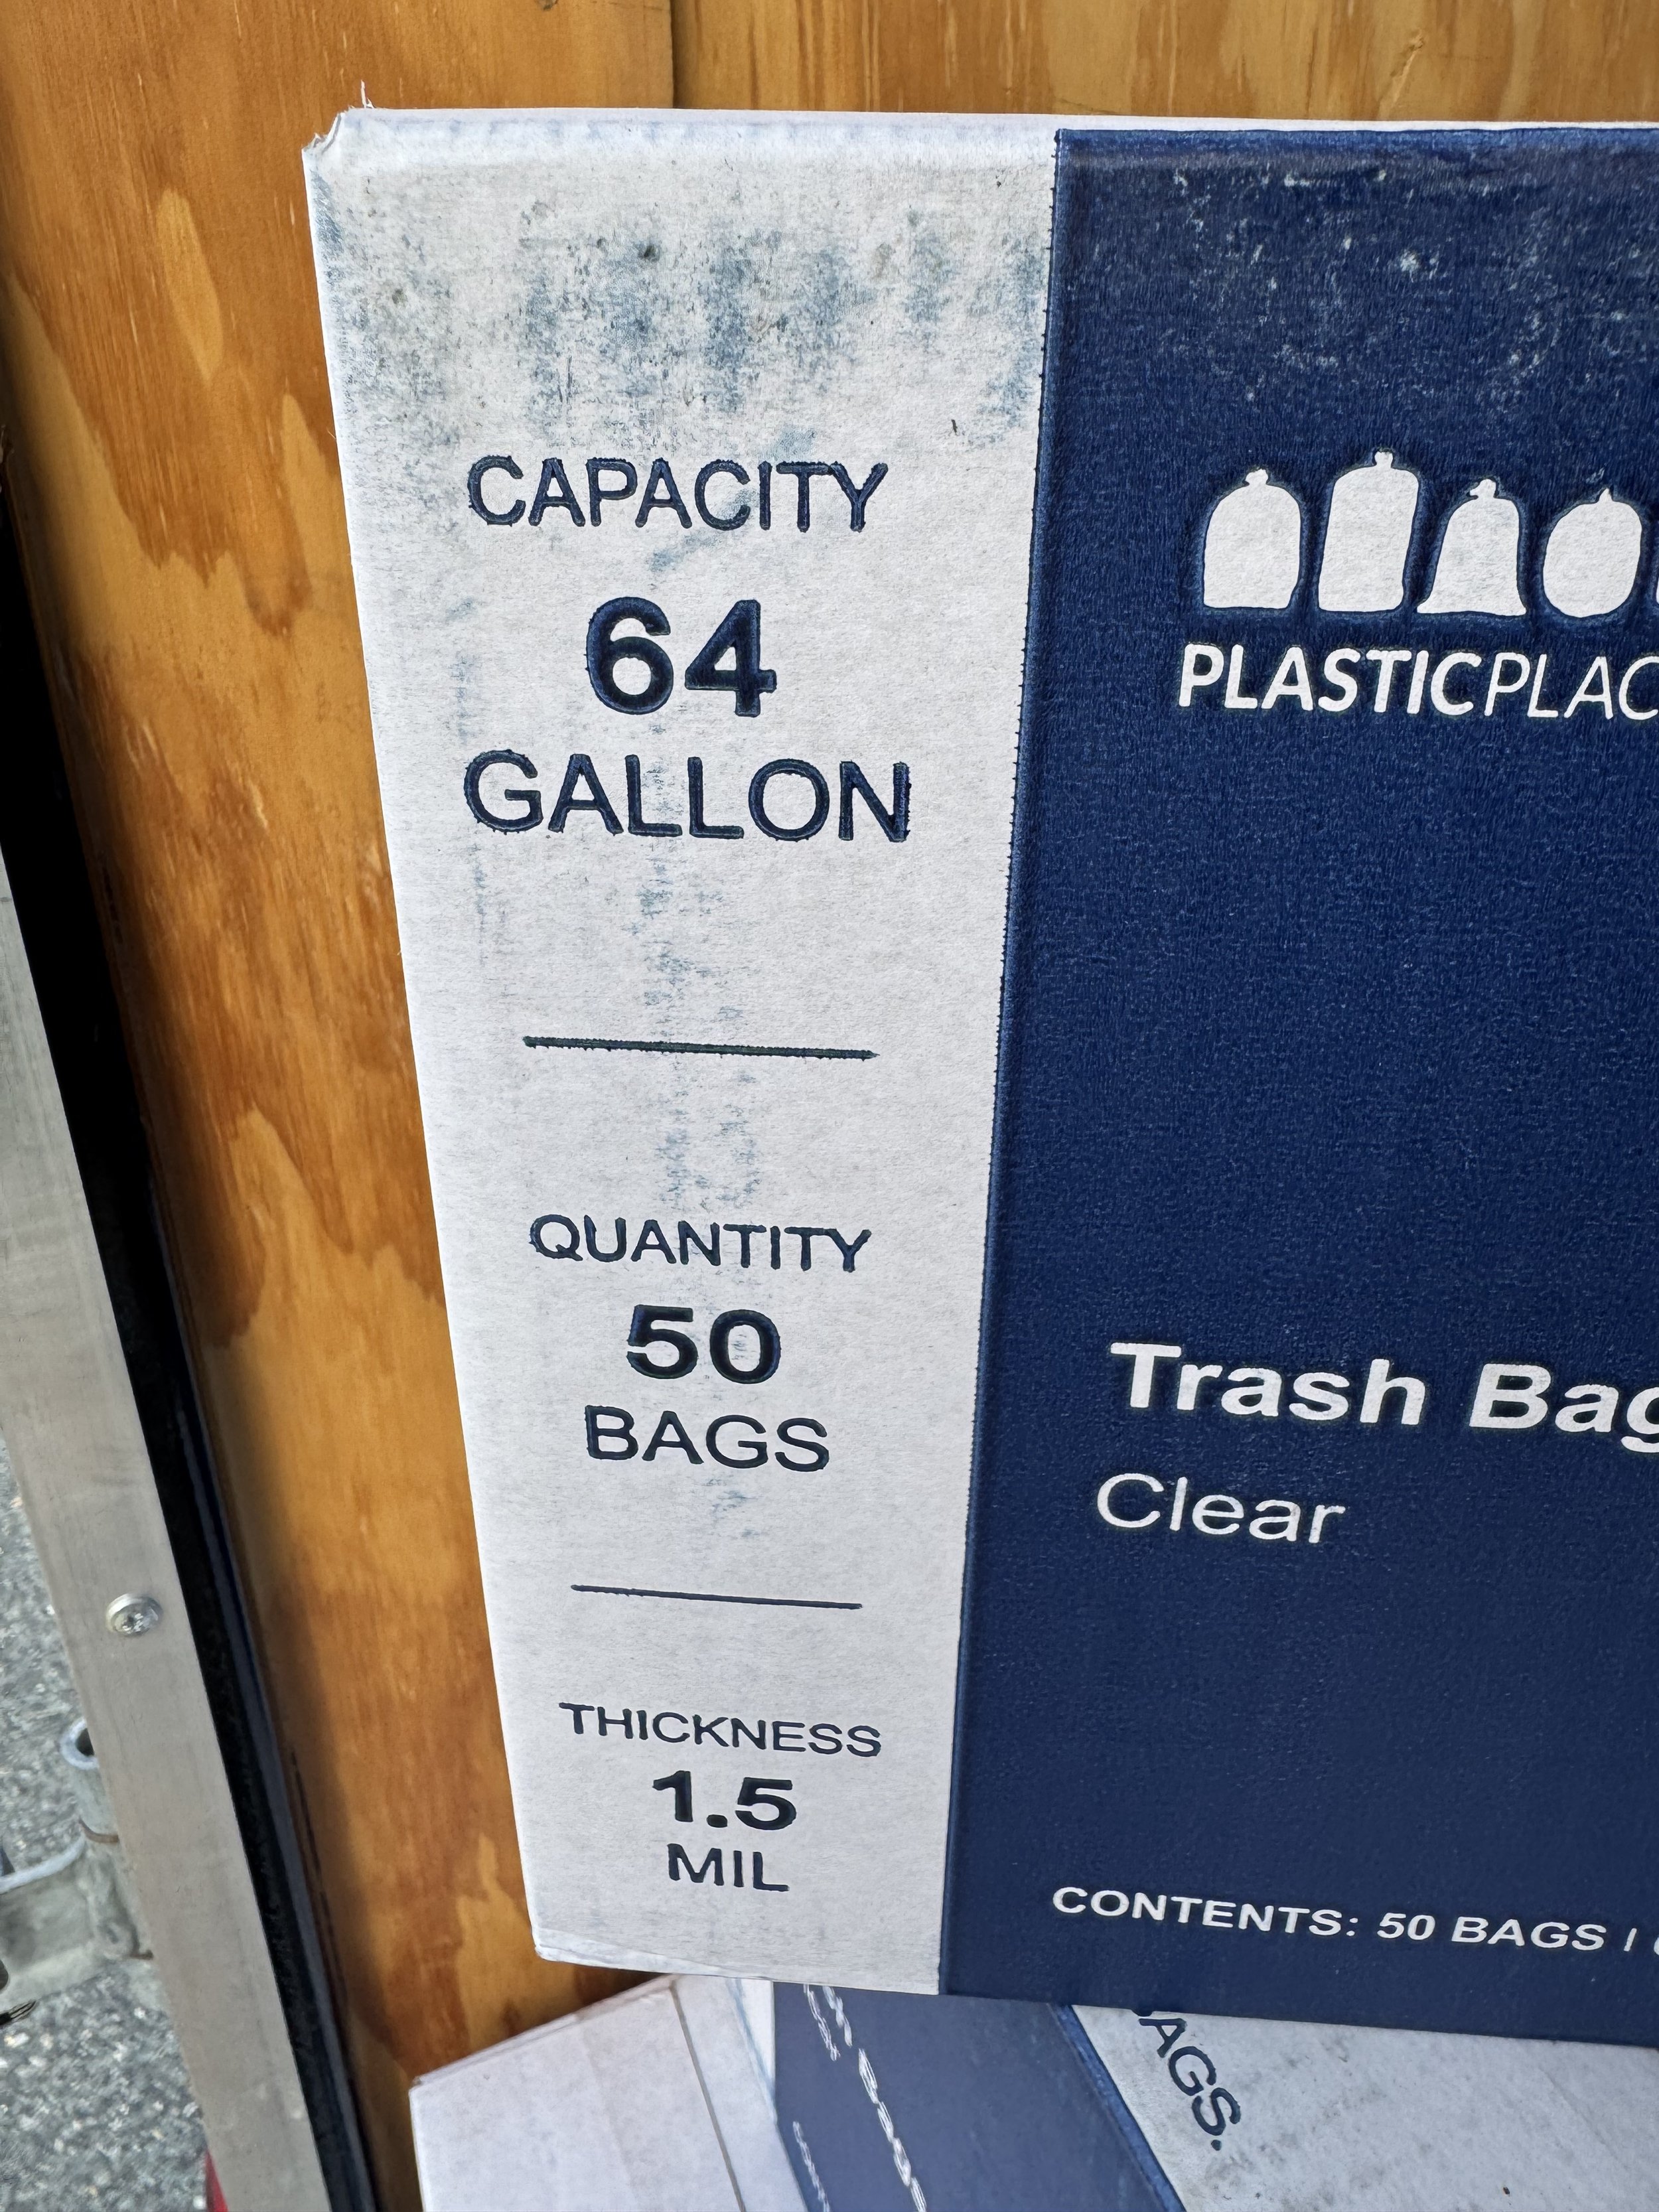 CAPACITY
64
GALLON
QUANTITY
50
BAGS
THICKNESS
1.5
MIL
PLASTICPLAC
Trash Bag
Clear
CONTENTS: 50 BAGS |
AGS.